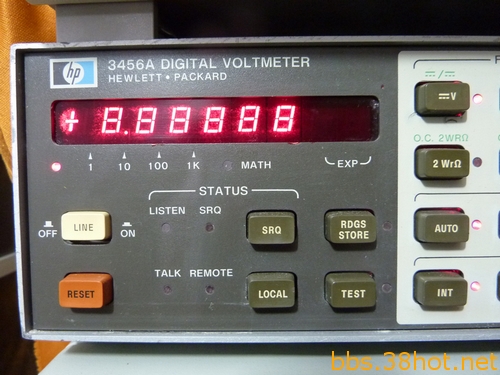 hp 3456A DIGITAL VOLTMETER
HEWLETT • PACKARD
+ 8.88888
1 10 100 1K MATH EXP
STATUS
LISTEN SRQ
OFF LINE ON SRQ RDGS STORE
TALK REMOTE
RESET LOCAL TEST
F
⎓/⎓
⎓V
O.C. 2WRΩ
2 WrΩ
AUTO
INT
bbs.38hot.net